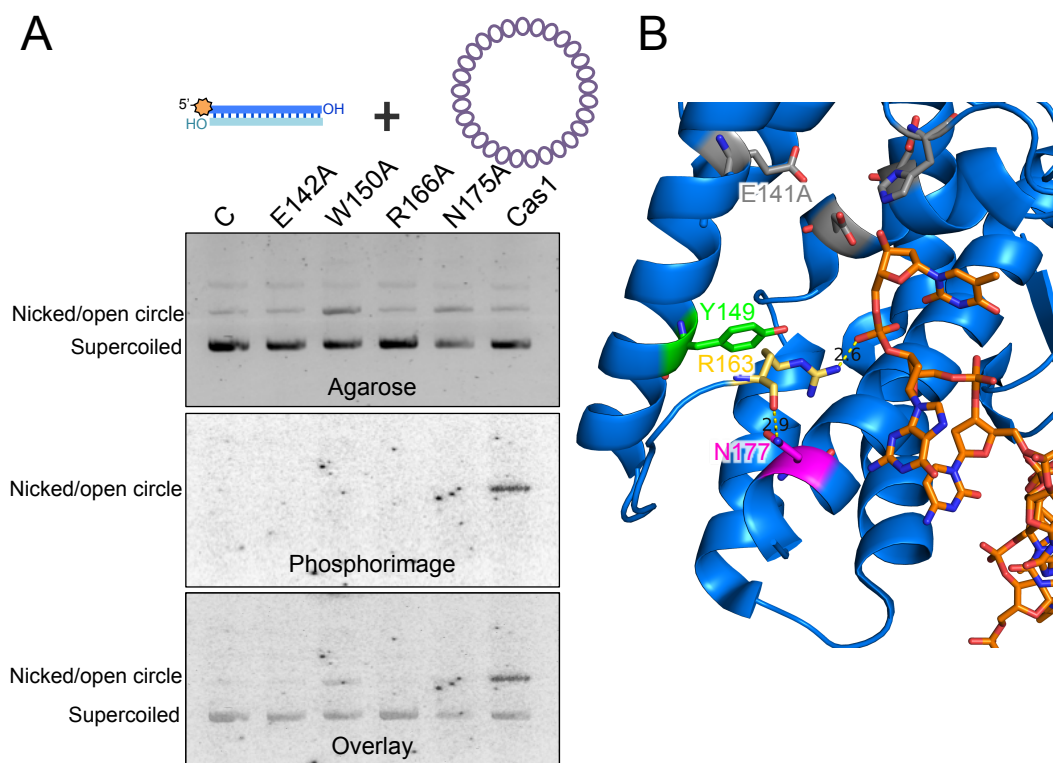 A
B
5'
OH
HO
+
C
E142A
W150A
R166A
N175A
Cas1
Nicked/open circle
Supercoiled
Agarose
Nicked/open circle
Phosphorimage
Nicked/open circle
Supercoiled
Overlay
E141A
Y149
R163
2.6
2.9
N177